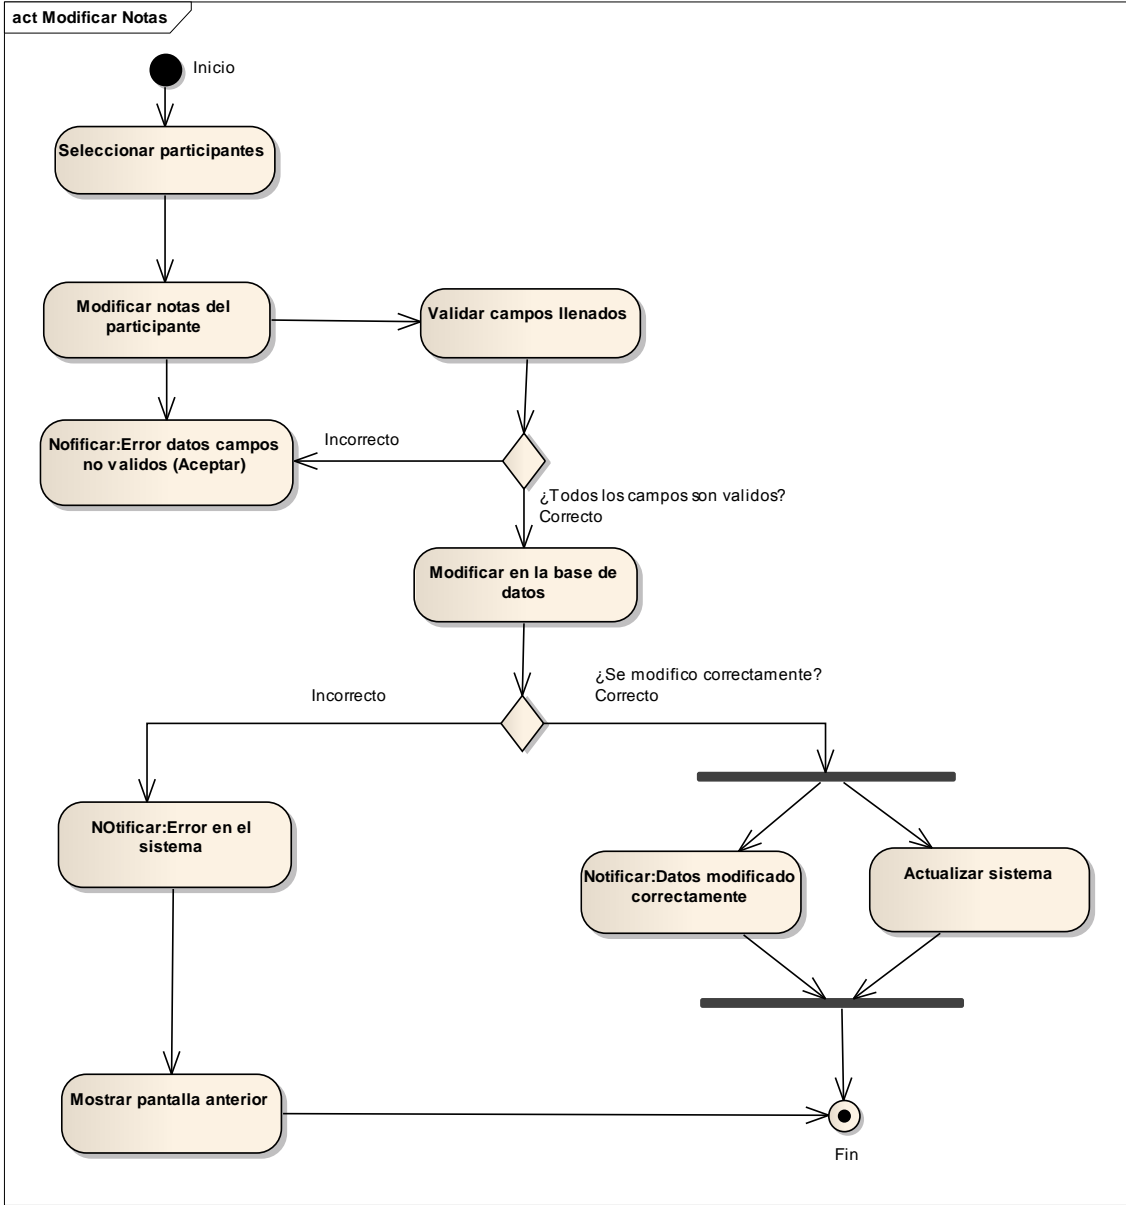 act Modificar Notas
Inicio
Seleccionar participantes
Modificar notas del
participante
Validar campos llenados
Nofificar:Error datos campos
no validos (Aceptar)
Incorrecto
¿Todos los campos son validos?
Correcto
Modificar en la base de
datos
¿Se modifico correctamente?
Correcto
Incorrecto
NOtificar:Error en el
sistema
Notificar:Datos modificado
correctamente
Actualizar sistema
Mostrar pantalla anterior
Fin